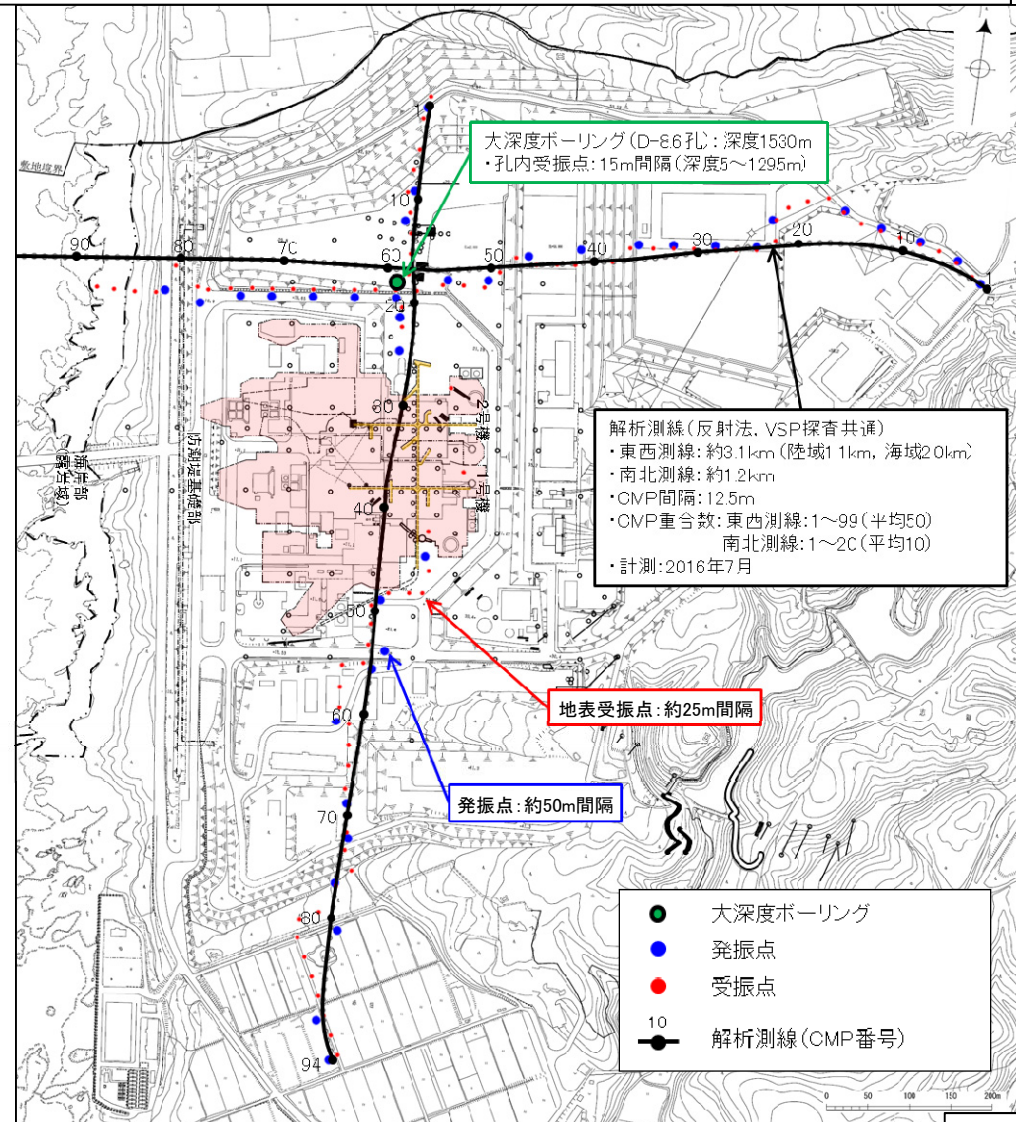 大深度ボーリング(D-8.6孔): 深度1530m
・孔内受振点:15m間隔(深度5～1295m)
敷地境界
1
10
20
30
40
50
60
70
80
94
90
80
70
60
50
40
30
20
10
1
2号機
1号機
防潮堤基礎部
海岸部
(露岩域)
解析測線(反射法, VSP探査共通)
・東西測線:約3.1km(陸域1.1km, 海域2.0km)
・南北測線:約1.2km
・CMP間隔:12.5m
・CMP重合数:東西測線:1～99(平均50)
南北測線:1～20(平均10)
・計測:2016年7月
地表受振点:約25m間隔
発振点:約50m間隔
大深度ボーリング
発振点
受振点
10
解析測線(CMP番号)
0 50 100 150 200m